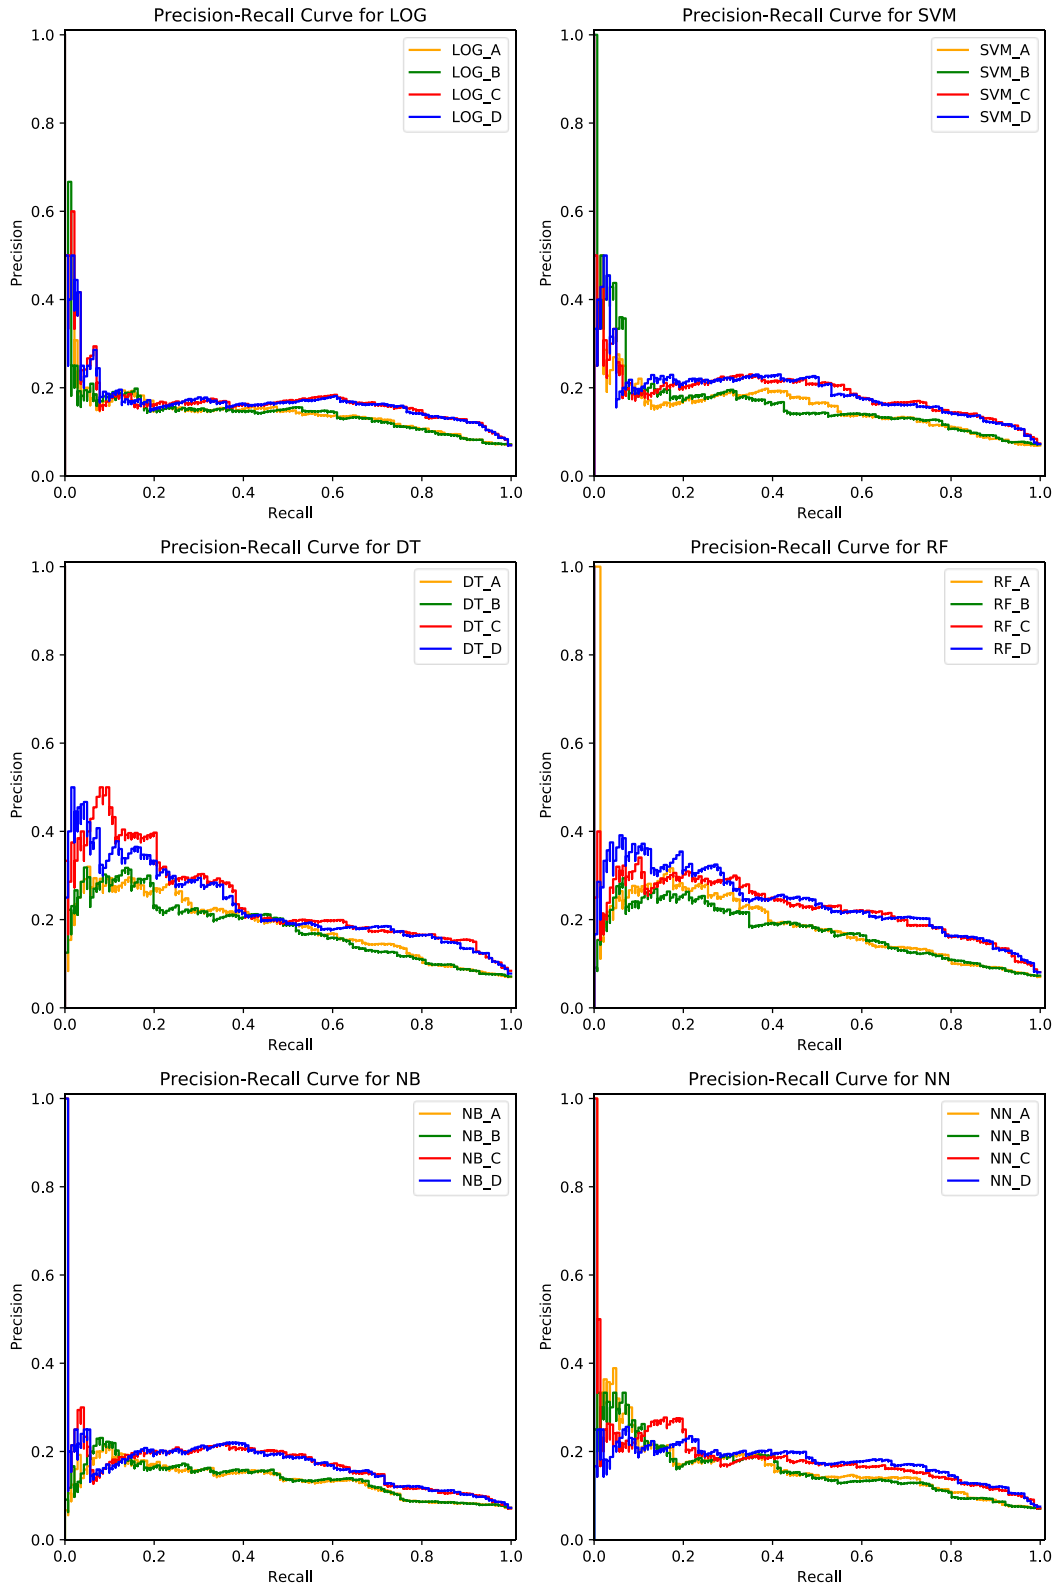 Precision-Recall Curve for LOG
1.0
0.8
0.6
0.4
0.2
0.0
Precision
LOG_A
LOG_B
LOG_C
LOG_D
0.0 0.2 0.4 0.6 0.8 1.0
Recall
Precision-Recall Curve for SVM
1.0
0.8
0.6
0.4
0.2
0.0
Precision
SVM_A
SVM_B
SVM_C
SVM_D
0.0 0.2 0.4 0.6 0.8 1.0
Recall
Precision-Recall Curve for DT
1.0
0.8
0.6
0.4
0.2
0.0
Precision
DT_A
DT_B
DT_C
DT_D
0.0 0.2 0.4 0.6 0.8 1.0
Recall
Precision-Recall Curve for RF
1.0
0.8
0.6
0.4
0.2
0.0
Precision
RF_A
RF_B
RF_C
RF_D
0.0 0.2 0.4 0.6 0.8 1.0
Recall
Precision-Recall Curve for NB
1.0
0.8
0.6
0.4
0.2
0.0
Precision
NB_A
NB_B
NB_C
NB_D
0.0 0.2 0.4 0.6 0.8 1.0
Recall
Precision-Recall Curve for NN
1.0
0.8
0.6
0.4
0.2
0.0
Precision
NN_A
NN_B
NN_C
NN_D
0.0 0.2 0.4 0.6 0.8 1.0
Recall